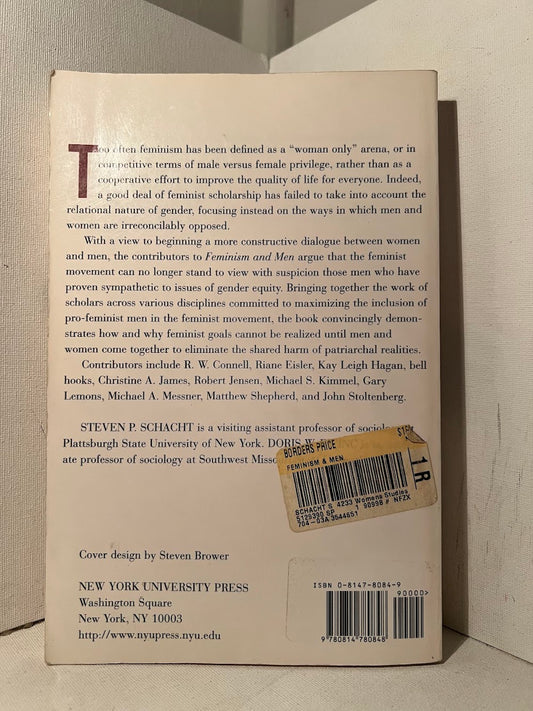 Too often feminism has been defined as a “woman only” arena, or in
competitive terms of male versus female privilege, rather than as a
cooperative effort to improve the quality of life for everyone. Indeed,
a good deal of feminist scholarship has failed to take into account the
relational nature of gender, focusing instead on the ways in which men and
women are irreconcilably opposed.
With a view to beginning a more constructive dialogue between women
and men, the contributors to Feminism and Men argue that the feminist
movement can no longer stand to view with suspicion those men who have
proven sympathetic to issues of gender equity. Bringing together the work of
scholars across various disciplines committed to maximizing the inclusion of
pro-feminist men in the feminist movement, the book convincingly demon-
strates how and why feminist goals cannot be realized until men and
women come together to eliminate the shared harm of patriarchal realities.
Contributors include R. W. Connell, Riane Eisler, Kay Leigh Hagan, bell
hooks, Christine A. James, Robert Jensen, Michael S. Kimmel, Gary
Lemons, Michael A. Messner, Matthew Shepherd, and John Stoltenberg.
STEVEN P. SCHACHT is a visiting assistant professor of sociology
Plattsburgh State University of New York. DORIS W.
ate professor of sociology at Southwest
BORDERS PRICE
FEMINISM & MEN
1R
SCHACHT S 4233 Womens Studies
5129390 SP 1 90998 # NFZX
704-03A 3544551
Cover design by Steven Brower
NEW YORK UNIVERSITY PRESS
Washington Square
New York, NY 10003
http://www.nyupress.nyu.edu
ISBN 0-8147-8084-9
90000>
9 780814 780848